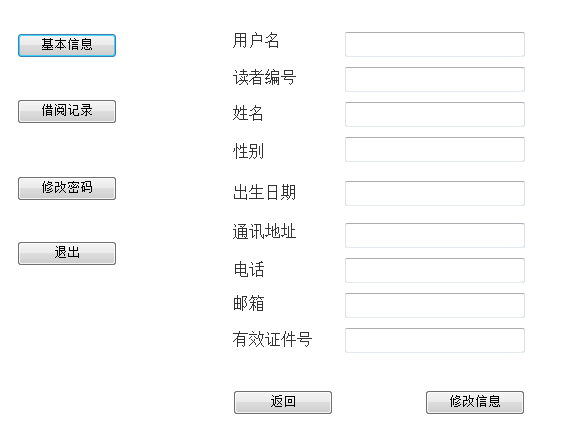 基本信息
借阅记录
修改密码
退出
用户名
读者编号
姓名
性别
出生日期
通讯地址
电话
邮箱
有效证件号
返回
修改信息